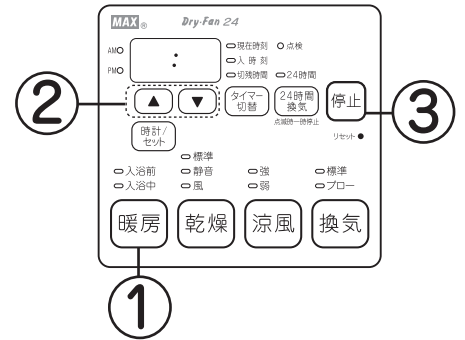 MAX® Dry·Fan 24
AM
PM
:
現在時刻 点検
入時刻
切残時間 24時間
▲ ▼
タイマー切替
24時間換気
点滅時一時停止
停止
時計/セット
リセット
入浴前
入浴中
標準
静音
風
強
弱
標準
ブロー
暖房 乾燥 涼風 換気
①
②
③